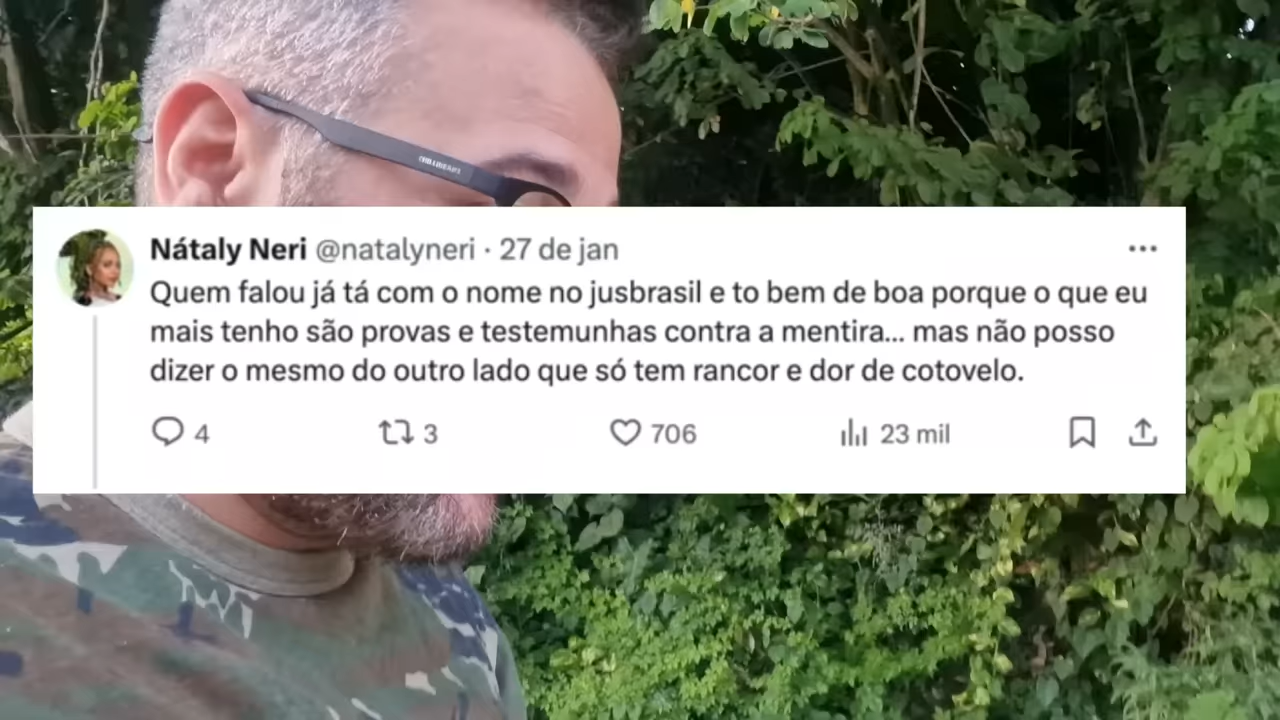 Nátaly Neri @natalyneri · 27 de jan
Quem falou já tá com o nome no jusbrasil e to bem de boa porque o que eu
mais tenho são provas e testemunhas contra a mentira... mas não posso
dizer o mesmo do outro lado que só tem rancor e dor de cotovelo.
4 3 706 23 mil